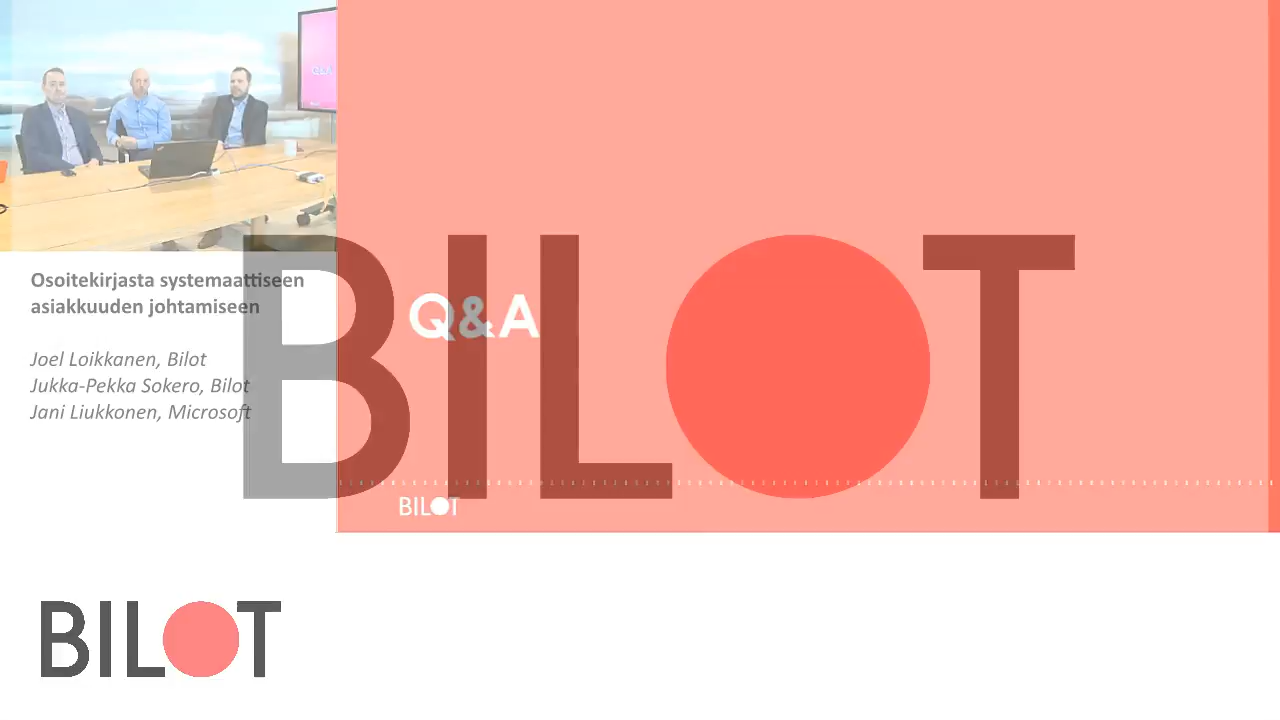 Q&A
Osoitekirjasta systemaattiseen
asiakkuuden johtamiseen
Joel Loikkanen, Bilot
Jukka-Pekka Sokero, Bilot
Jani Liukkonen, Microsoft
Q&A
BILOT
BILOT
BILOT